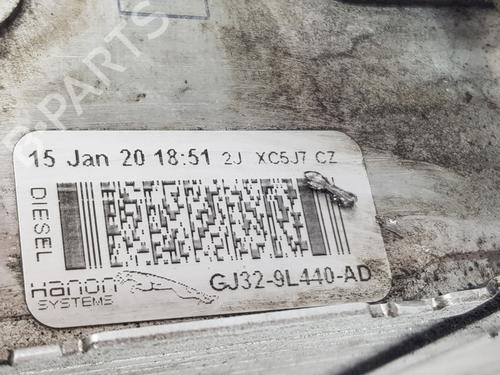 15 Jan 20 18:51 2J XC5J7 CZ
DIESEL
Hanon
SYSTEMS
GJ32-9L440-AD
B-PARTS